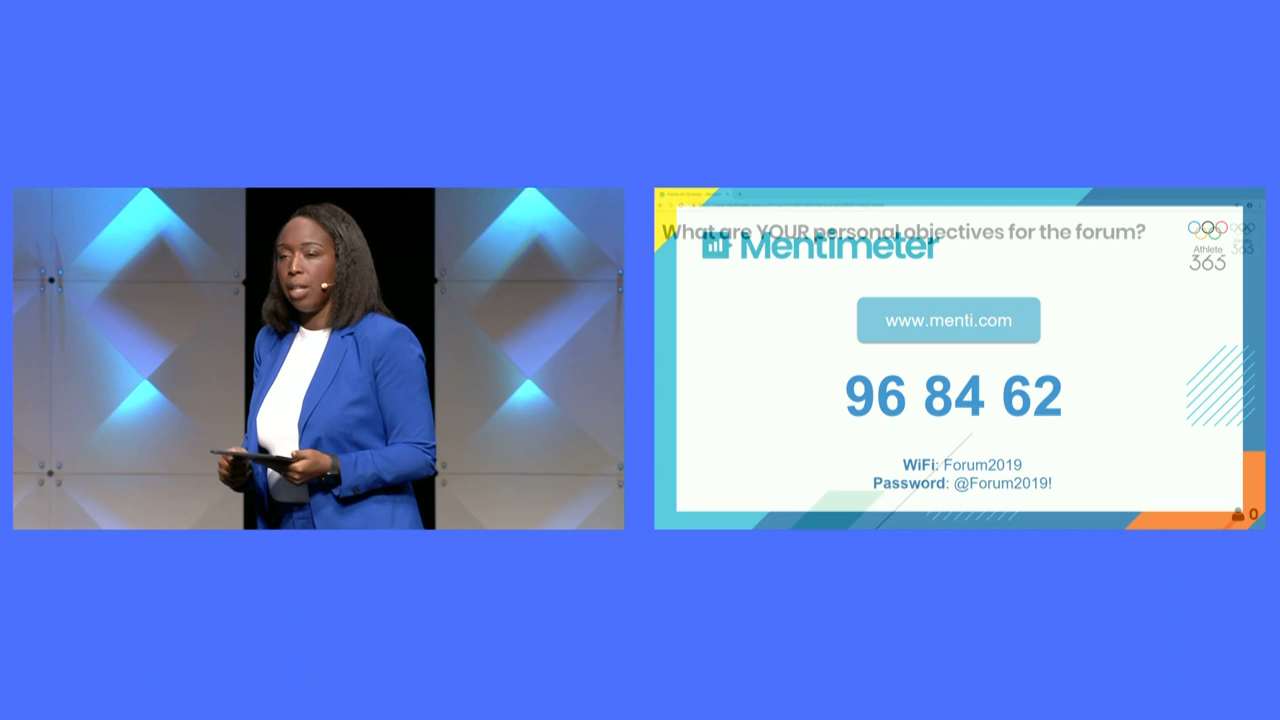 What are YOUR personal objectives for the forum?
Mentimeter
Athlete
365
365
www.menti.com
96 84 62
WiFi: Forum2019
Password: @Forum2019!
0